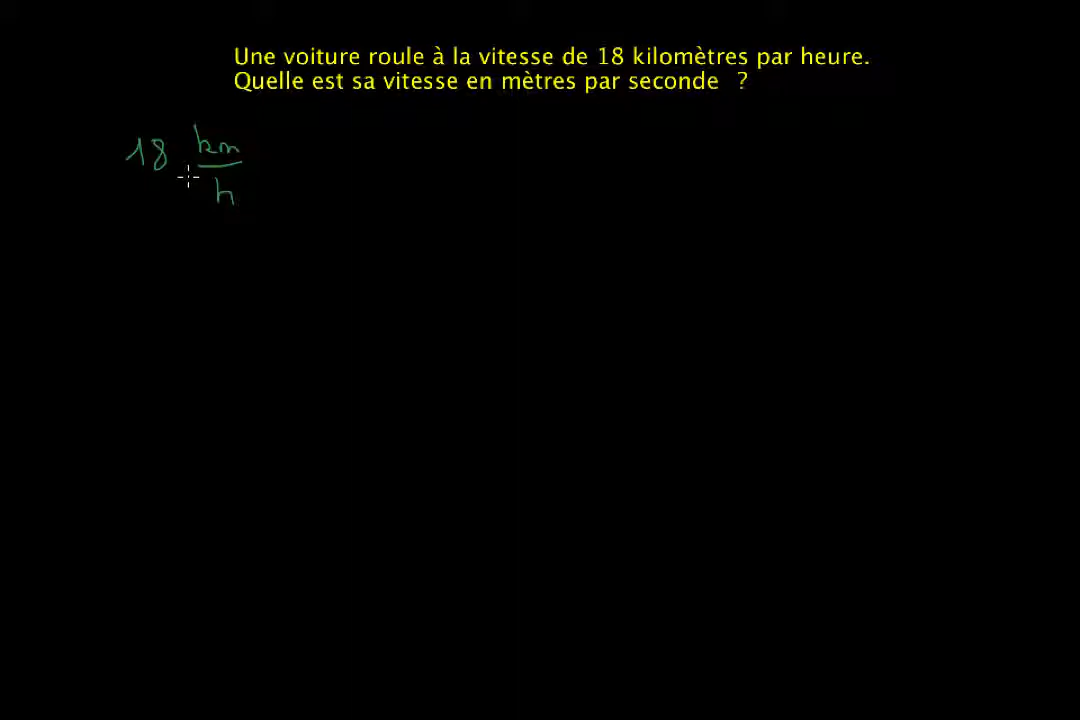 Une voiture roule à la vitesse de 18 kilomètres par heure.
Quelle est sa vitesse en mètres par seconde ?
18 km
h